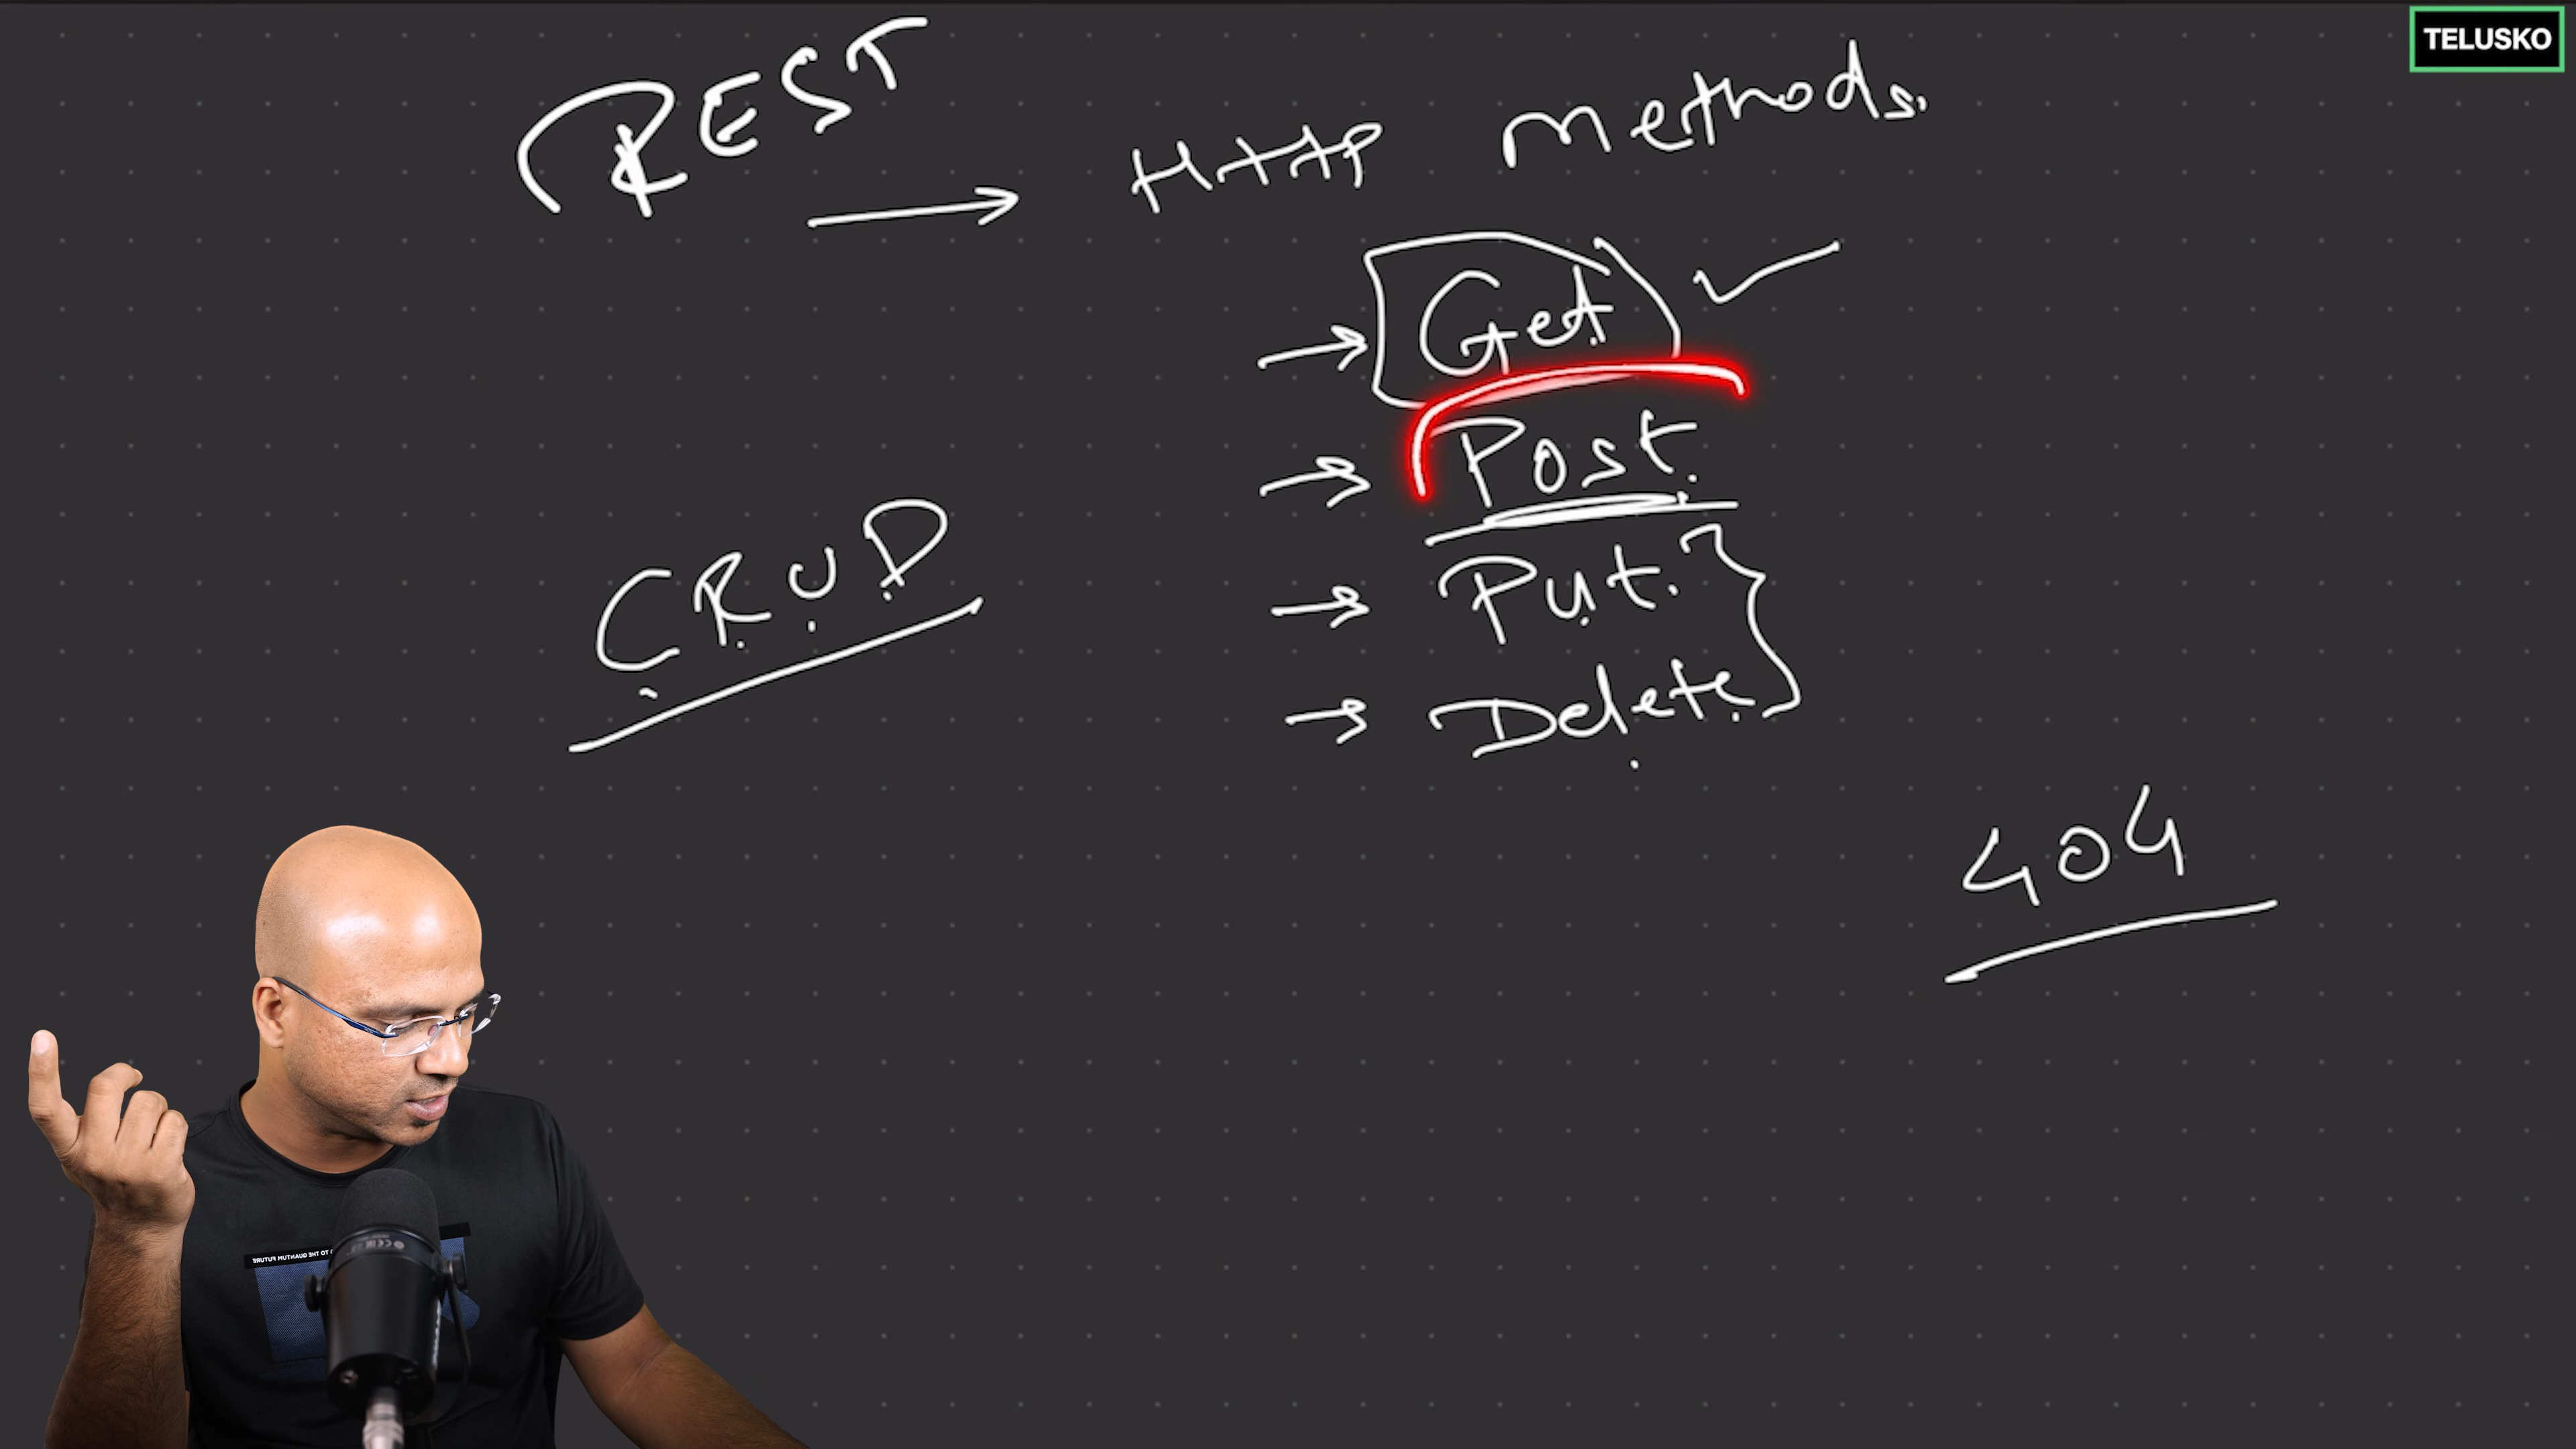 TELUSKO
REST
Http Methods.
Get
Post.
Put.
Delete
CRUD
404